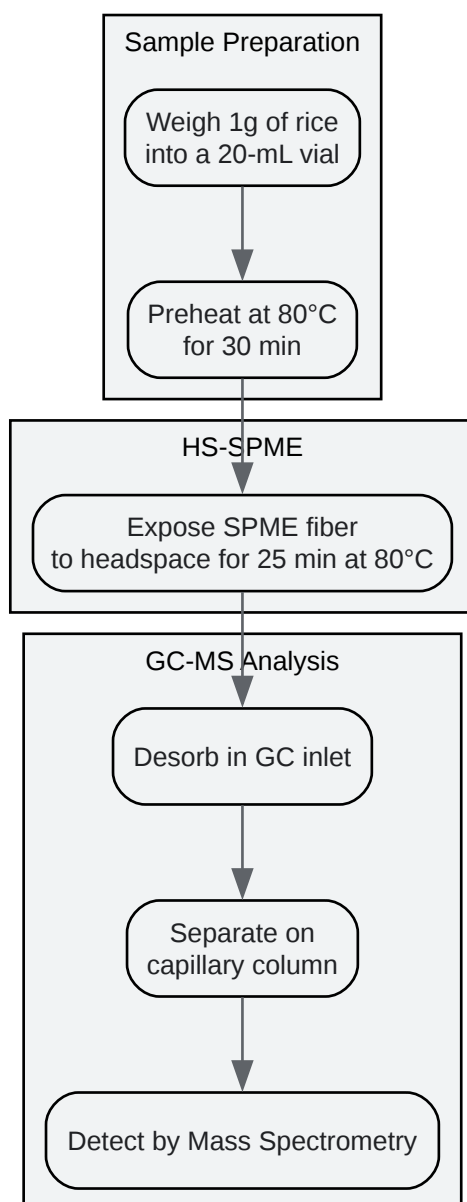 Sample Preparation
Weigh 1g of rice
into a 20-mL vial
Preheat at 80°C
for 30 min
HS-SPME
Expose SPME fiber
to headspace for 25 min at 80°C
GC-MS Analysis
Desorb in GC inlet
Separate on
capillary column
Detect by Mass Spectrometry